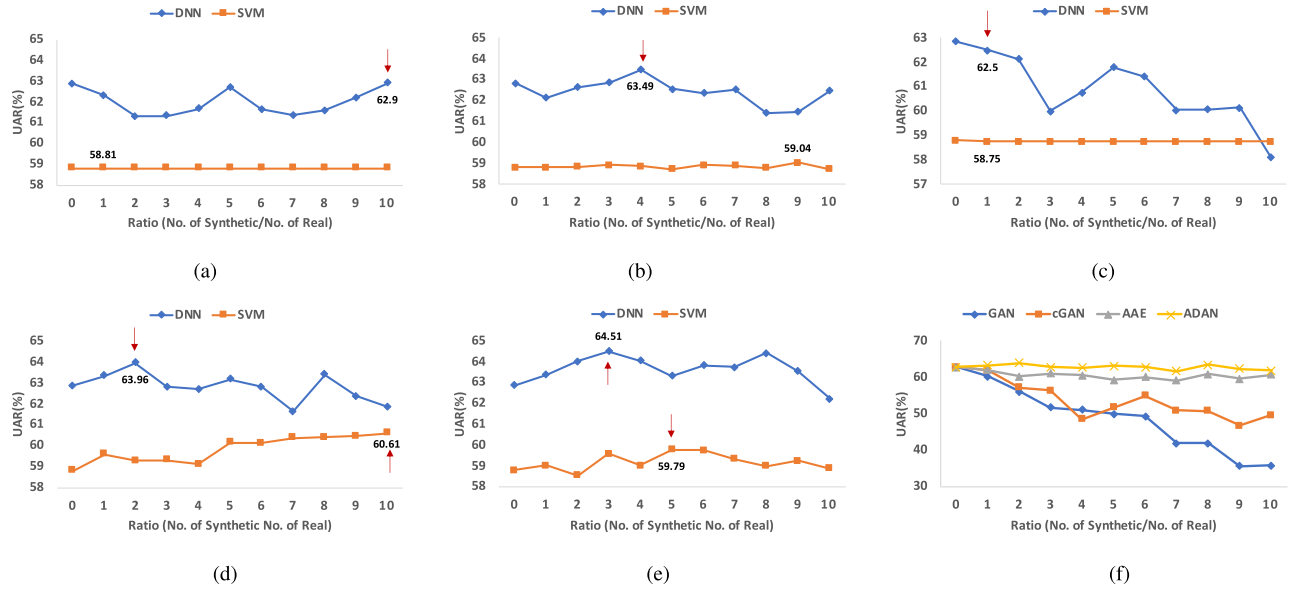 DNN SVM
65
64
63
62
61
60
59
58
UAR(%)
62.9
58.81
0 1 2 3 4 5 6 7 8 9 10
Ratio (No. of Synthetic/No. of Real)
(a)
DNN SVM
65
64
63
62
61
60
59
58
UAR(%)
63.49
59.04
0 1 2 3 4 5 6 7 8 9 10
Ratio (No. of Synthetic/No. of Real)
(b)
DNN SVM
63
62
61
60
59
58
57
UAR(%)
62.5
58.75
0 1 2 3 4 5 6 7 8 9 10
Ratio (No. of Synthetic/No. of Real)
(c)
DNN SVM
65
64
63
62
61
60
59
58
UAR(%)
63.96
60.61
0 1 2 3 4 5 6 7 8 9 10
Ratio (No. of Synthetic No. of Real)
(d)
DNN SVM
65
64
63
62
61
60
59
58
UAR(%)
64.51
59.79
0 1 2 3 4 5 6 7 8 9 10
Ratio (No. of Synthetic No. of Real)
(e)
GAN cGAN AAE ADAN
70
60
50
40
30
UAR(%)
0 1 2 3 4 5 6 7 8 9 10
Ratio (No. of Synthetic/No. of Real)
(f)